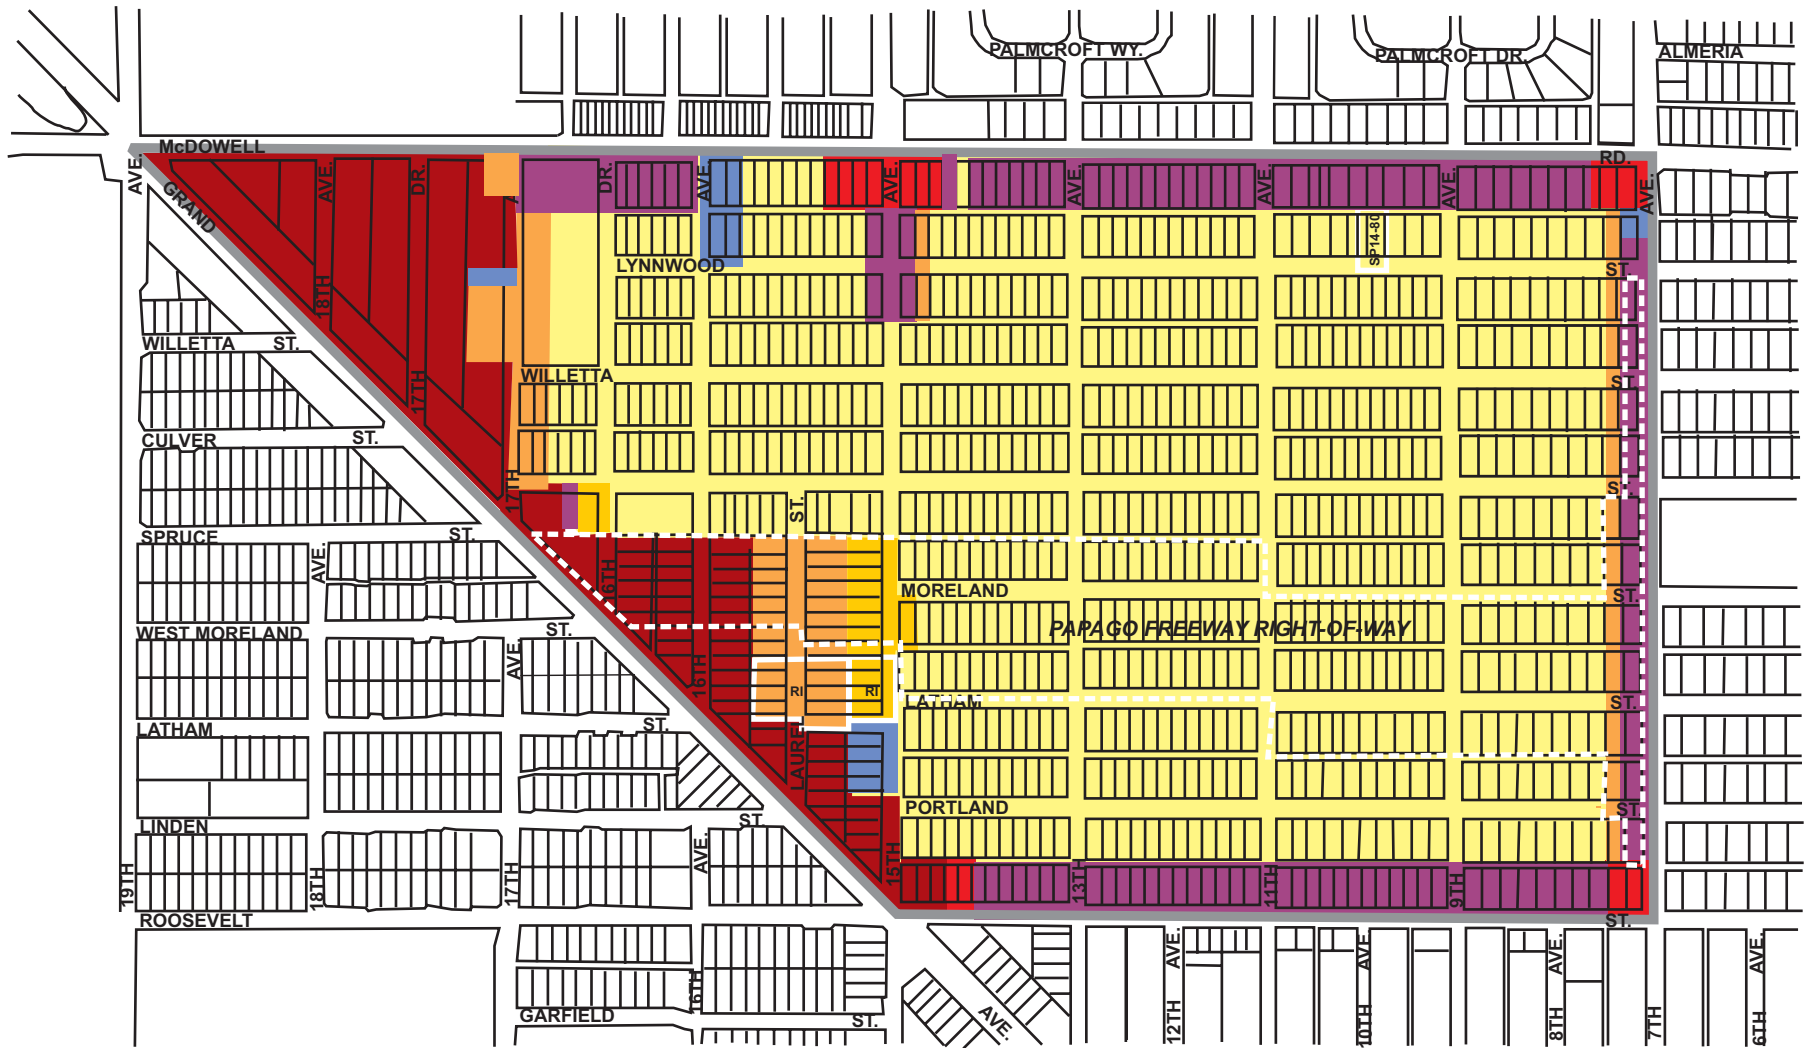 PALMCROFT WY.
PALMCROFT DR.
ALMERIA
McDOWELL
RD.
AVE.
GRAND
AVE.
DR.
DR.
AVE.
AVE.
AVE.
AVE.
AVE.
AVE.
SP14-80
LYNNWOOD
ST.
18TH
WILLETTA
ST.
17TH
WILLETTA
ST.
CULVER
ST.
17TH
ST.
ST.
SPRUCE
ST.
AVE.
16TH
MORELAND
ST.
WEST MORELAND
ST.
AVE.
PAPAGO FREEWAY RIGHT-OF-WAY
16TH
RI
RI
LATHAM
ST.
LATHAM
ST.
LAUREL
PORTLAND
ST.
LINDEN
ST.
AVE.
15TH
19TH
18TH
17TH
13TH
11TH
9TH
ROOSEVELT
ST.
16TH
GARFIELD
ST.
AVE.
AVE.
12TH
AVE.
10TH
AVE.
8TH
7TH
AVE.
6TH